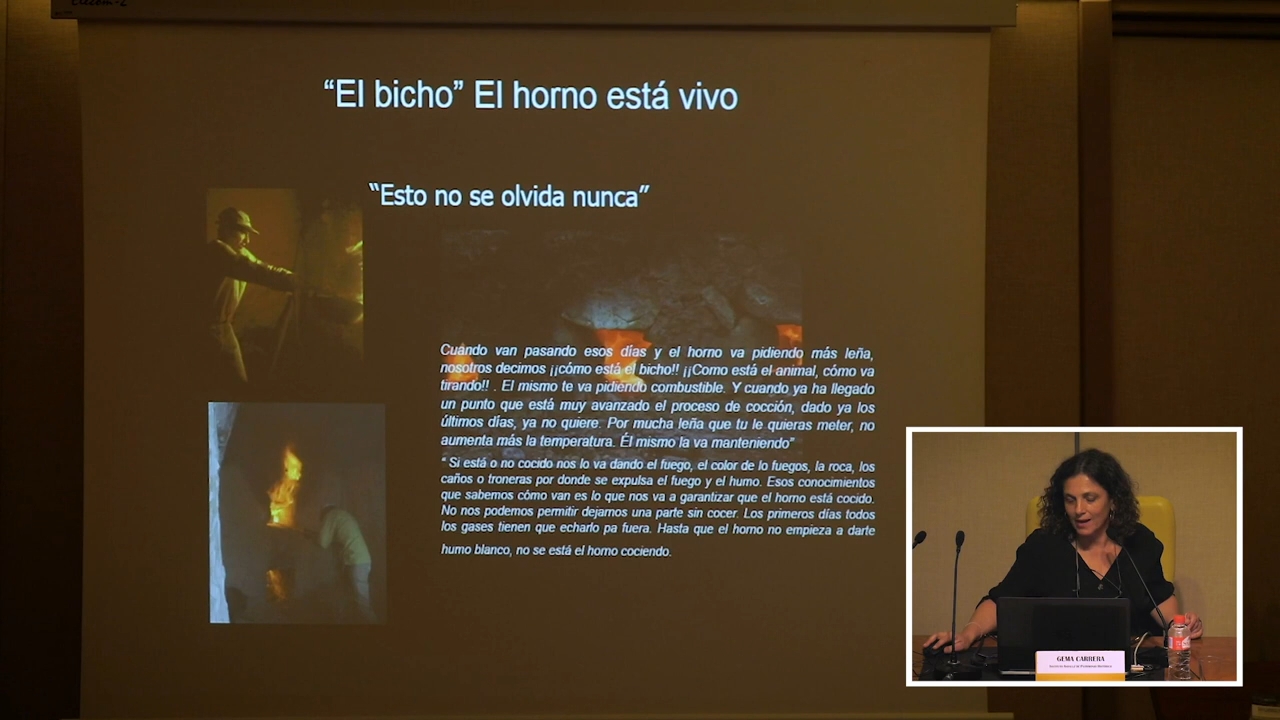 “El bicho” El horno está vivo
“Esto no se olvida nunca”
Cuando van pasando esos días y el horno va pidiendo más leña,
nosotros decimos ¡¡cómo está el bicho!! ¡¡Como está el animal, cómo va
tirando!! . El mismo te va pidiendo combustible. Y cuando ya ha llegado
un punto que está muy avanzado el proceso de cocción, dado ya los
últimos días, ya no quiere. Por mucha leña que tu le quieras meter, no
aumenta más la temperatura. Él mismo la va manteniendo”
“ Si está o no cocido nos lo va dando el fuego, el color de lo fuegos, la roca, los
caños o troneras por donde se expulsa el fuego y el humo. Esos conocimientos
que sabemos cómo van es lo que nos va a garantizar que el horno está cocido.
No nos podemos permitir dejarnos una parte sin cocer. Los primeros días todos
los gases tienen que echarlo pa fuera. Hasta que el horno no empieza a darte
humo blanco, no se está el horno cociendo.
GEMA CARRERA